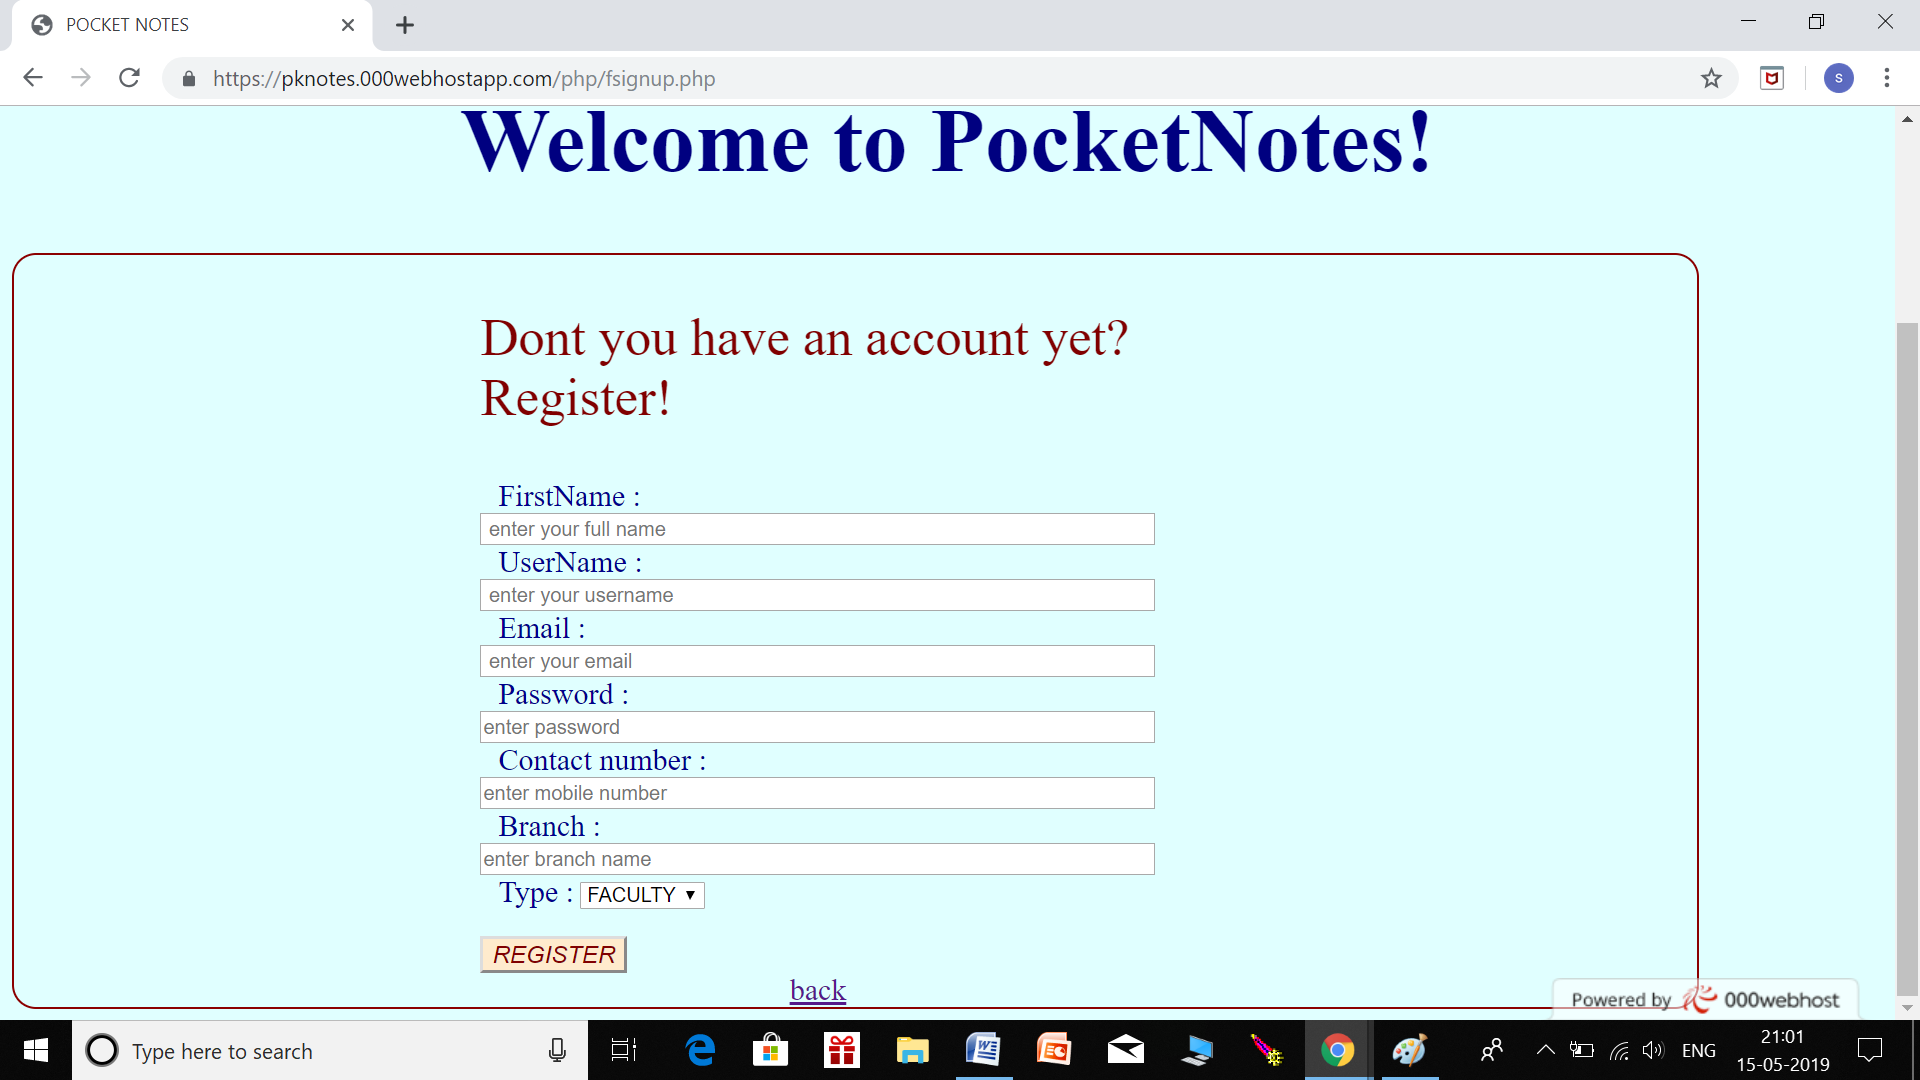 POCKET NOTES
https://pknotes.000webhostapp.com/php/fsignup.php
s
Welcome to PocketNotes!
Dont you have an account yet?
Register!
FirstName :
enter your full name
UserName :
enter your username
Email :
enter your email
Password :
enter password
Contact number :
enter mobile number
Branch :
enter branch name
Type : FACULTY
REGISTER
back
Powered by 000webhost
Type here to search
ENG
21:01
15-05-2019